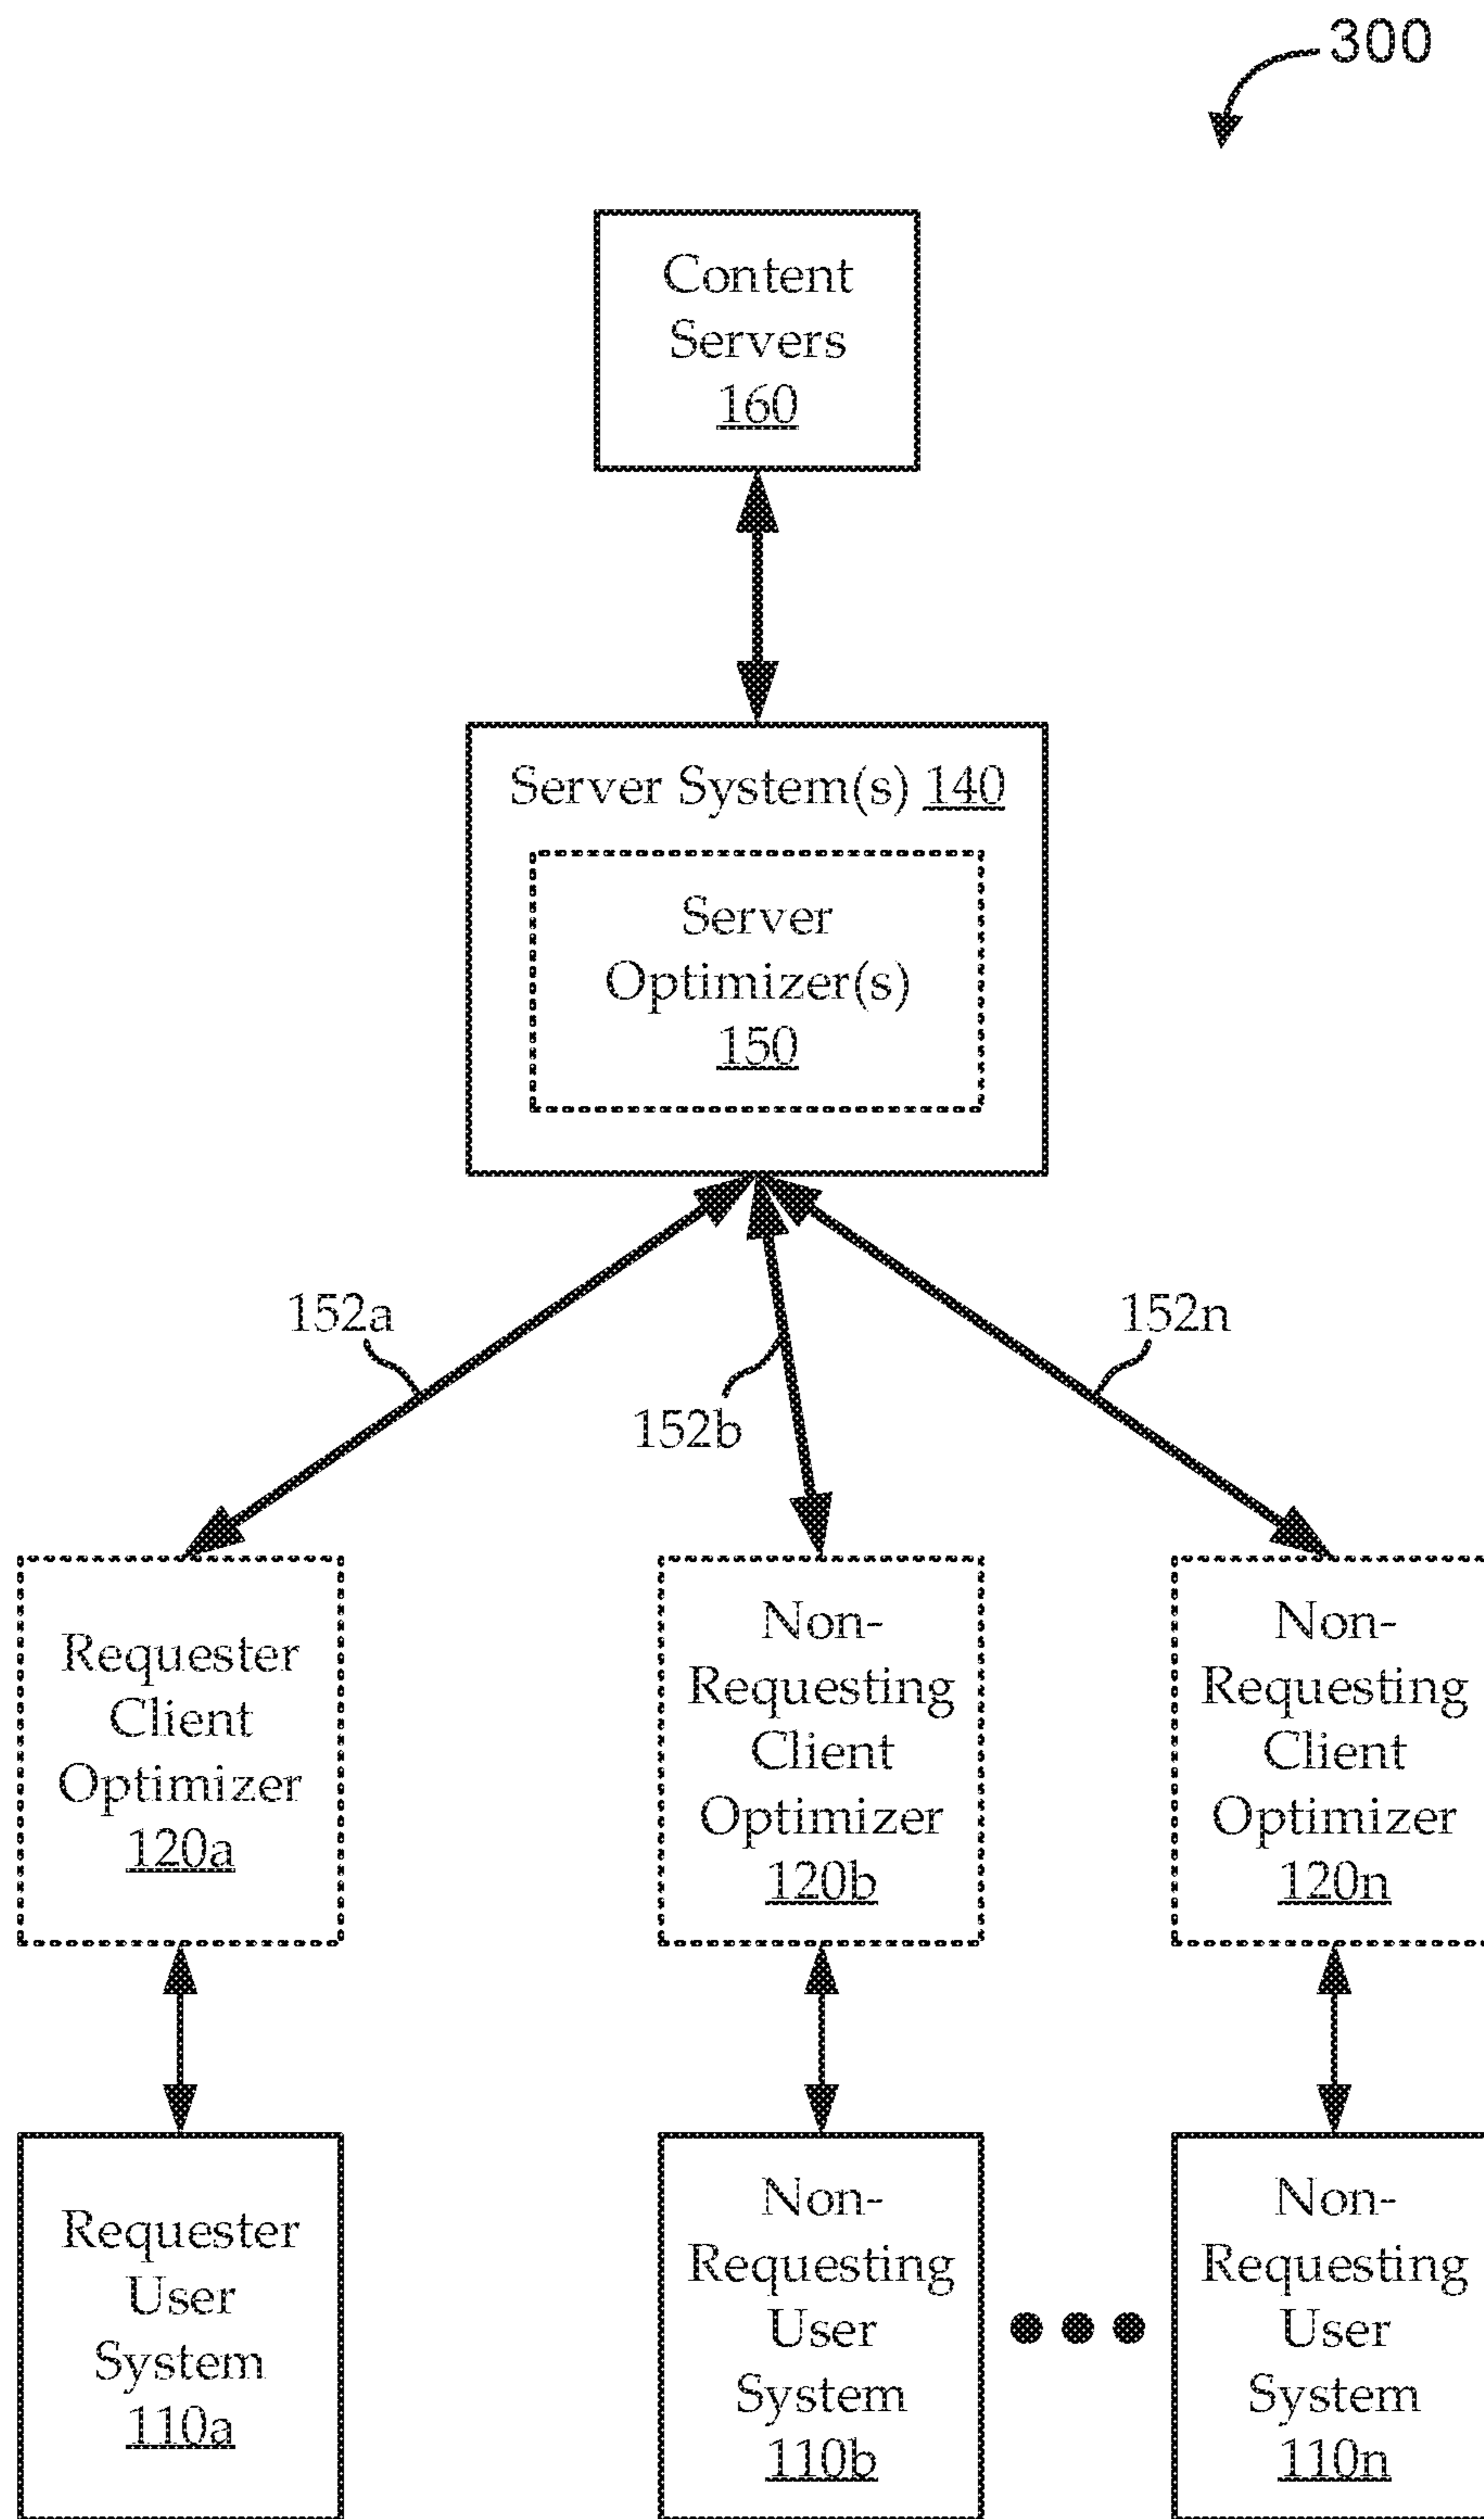 300
Content
Servers
160
Server System(s) 140
Server
Optimizer(s)
150
152a
152b
152n
Requester
Client
Optimizer
120a
Non-
Requesting
Client
Optimizer
120b
Non-
Requesting
Client
Optimizer
120n
Requester
User
System
110a
Non-
Requesting
User
System
110b
Non-
Requesting
User
System
110n